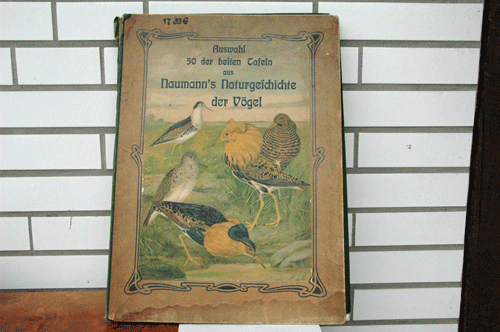 Auswahl
50 der besten Tafeln
aus
Naumann's Naturgeschichte
der Vögel